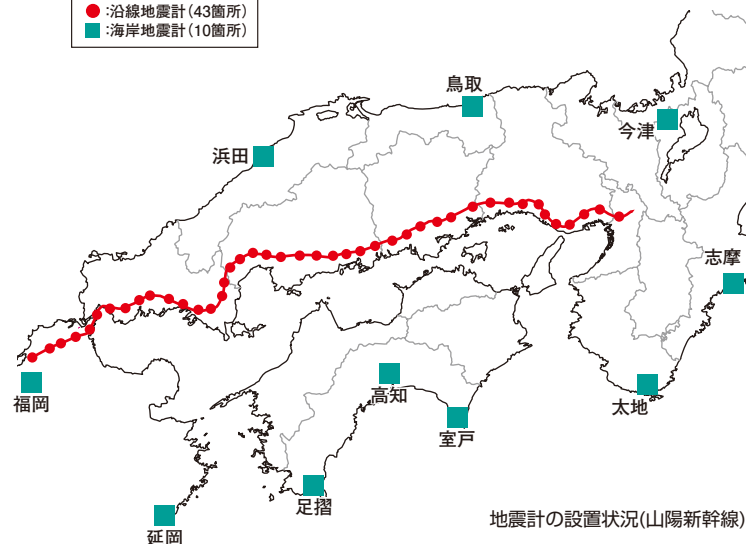 :沿線地震計(43箇所)
:海岸地震計(10箇所)
鳥取
今津
浜田
志摩
福岡
高知
太地
室戸
足摺
延岡
地震計の設置状況(山陽新幹線)